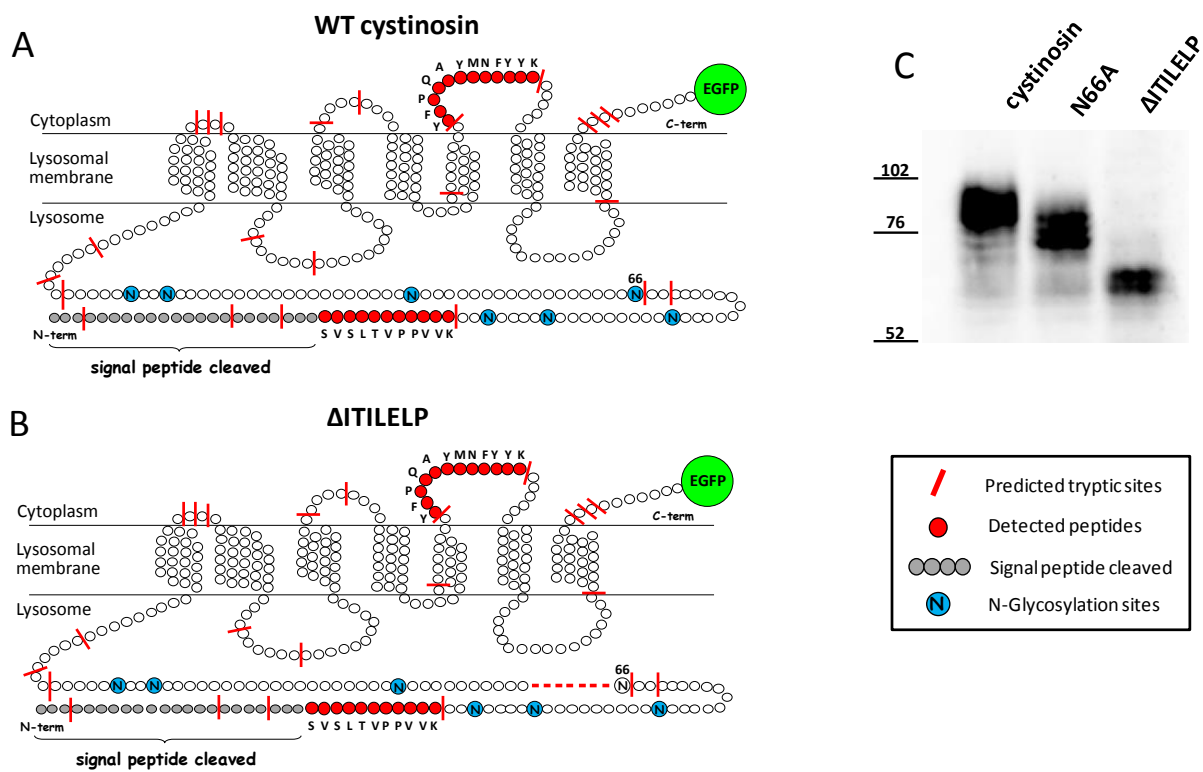 A
WT cystinosin
A Y M N F Y Y K
Q
P
F
Y
EGFP
C-term
Cytoplasm
Lysosomal
membrane
Lysosome
66
N N N N
N-term
S V S L T V P P V V K
N N N
signal peptide cleaved
B
ΔITILELP
A Y M N F Y Y K
Q
P
F
Y
EGFP
C-term
Cytoplasm
Lysosomal
membrane
Lysosome
66
N N N N
N-term
S V S L T V P P V V K
N N N
signal peptide cleaved
C
cystinosin
N66A
ΔITILELP
102
76
52
Predicted tryptic sites
Detected peptides
Signal peptide cleaved
N N-Glycosylation sites